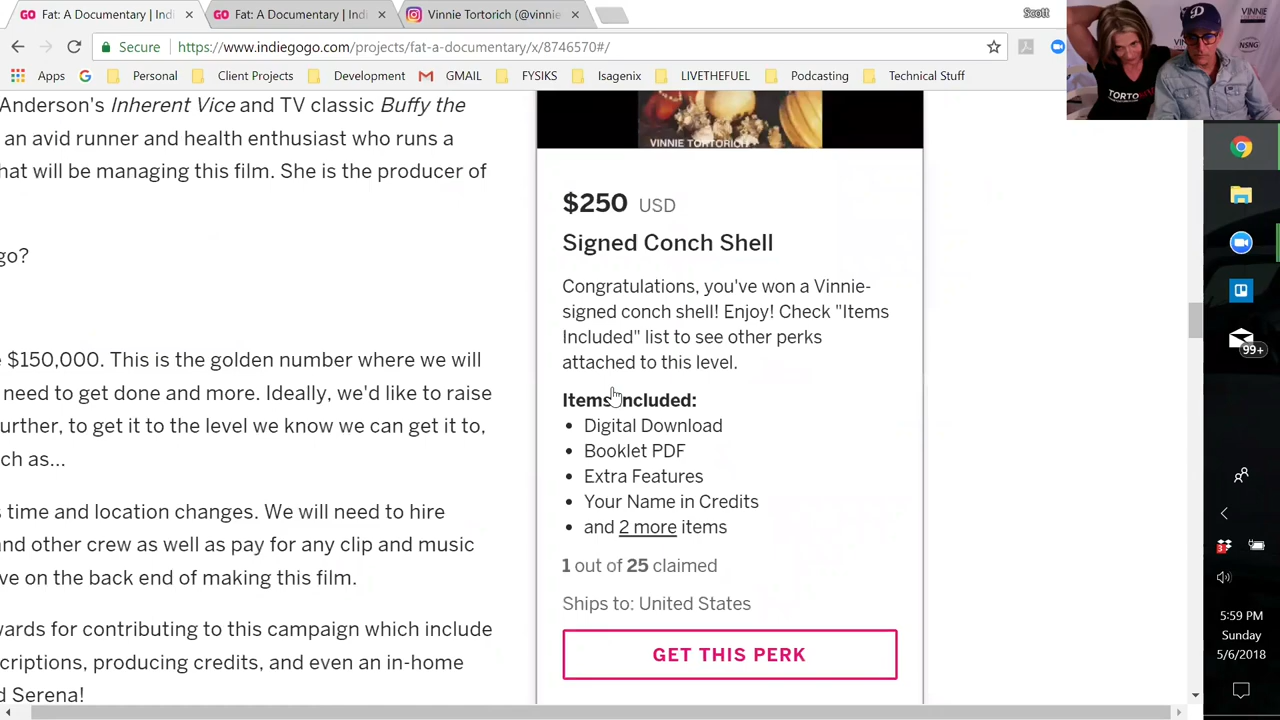 Fat: A Documentary | Indi
Fat: A Documentary | Indi
Vinnie Tortorich (@vinnie
Scott
Secure
https://www.indiegogo.com/projects/fat-a-documentary/x/8746570#/
Apps
Personal
Client Projects
Development
GMAIL
FYSIKS
Isagenix
LIVETHEFUEL
Podcasting
Technical Stuff
VINNIE
NSNG
Anderson's Inherent Vice and TV classic Buffy the
an avid runner and health enthusiast who runs a
hat will be managing this film. She is the producer of
go?
$150,000. This is the golden number where we will
need to get done and more. Ideally, we'd like to raise
urther, to get it to the level we know we can get it to,
ch as...
s time and location changes. We will need to hire
nd other crew as well as pay for any clip and music
ve on the back end of making this film.
wards for contributing to this campaign which include
criptions, producing credits, and even an in-home
d Serena!
VINNIE TORTORICH
$250 USD
Signed Conch Shell
Congratulations, you've won a Vinnie-
signed conch shell! Enjoy! Check "Items
Included" list to see other perks
attached to this level.
Items Included:
• Digital Download
• Booklet PDF
• Extra Features
• Your Name in Credits
• and 2 more items
1 out of 25 claimed
Ships to: United States
GET THIS PERK
99+
3
5:59 PM
Sunday
5/6/2018